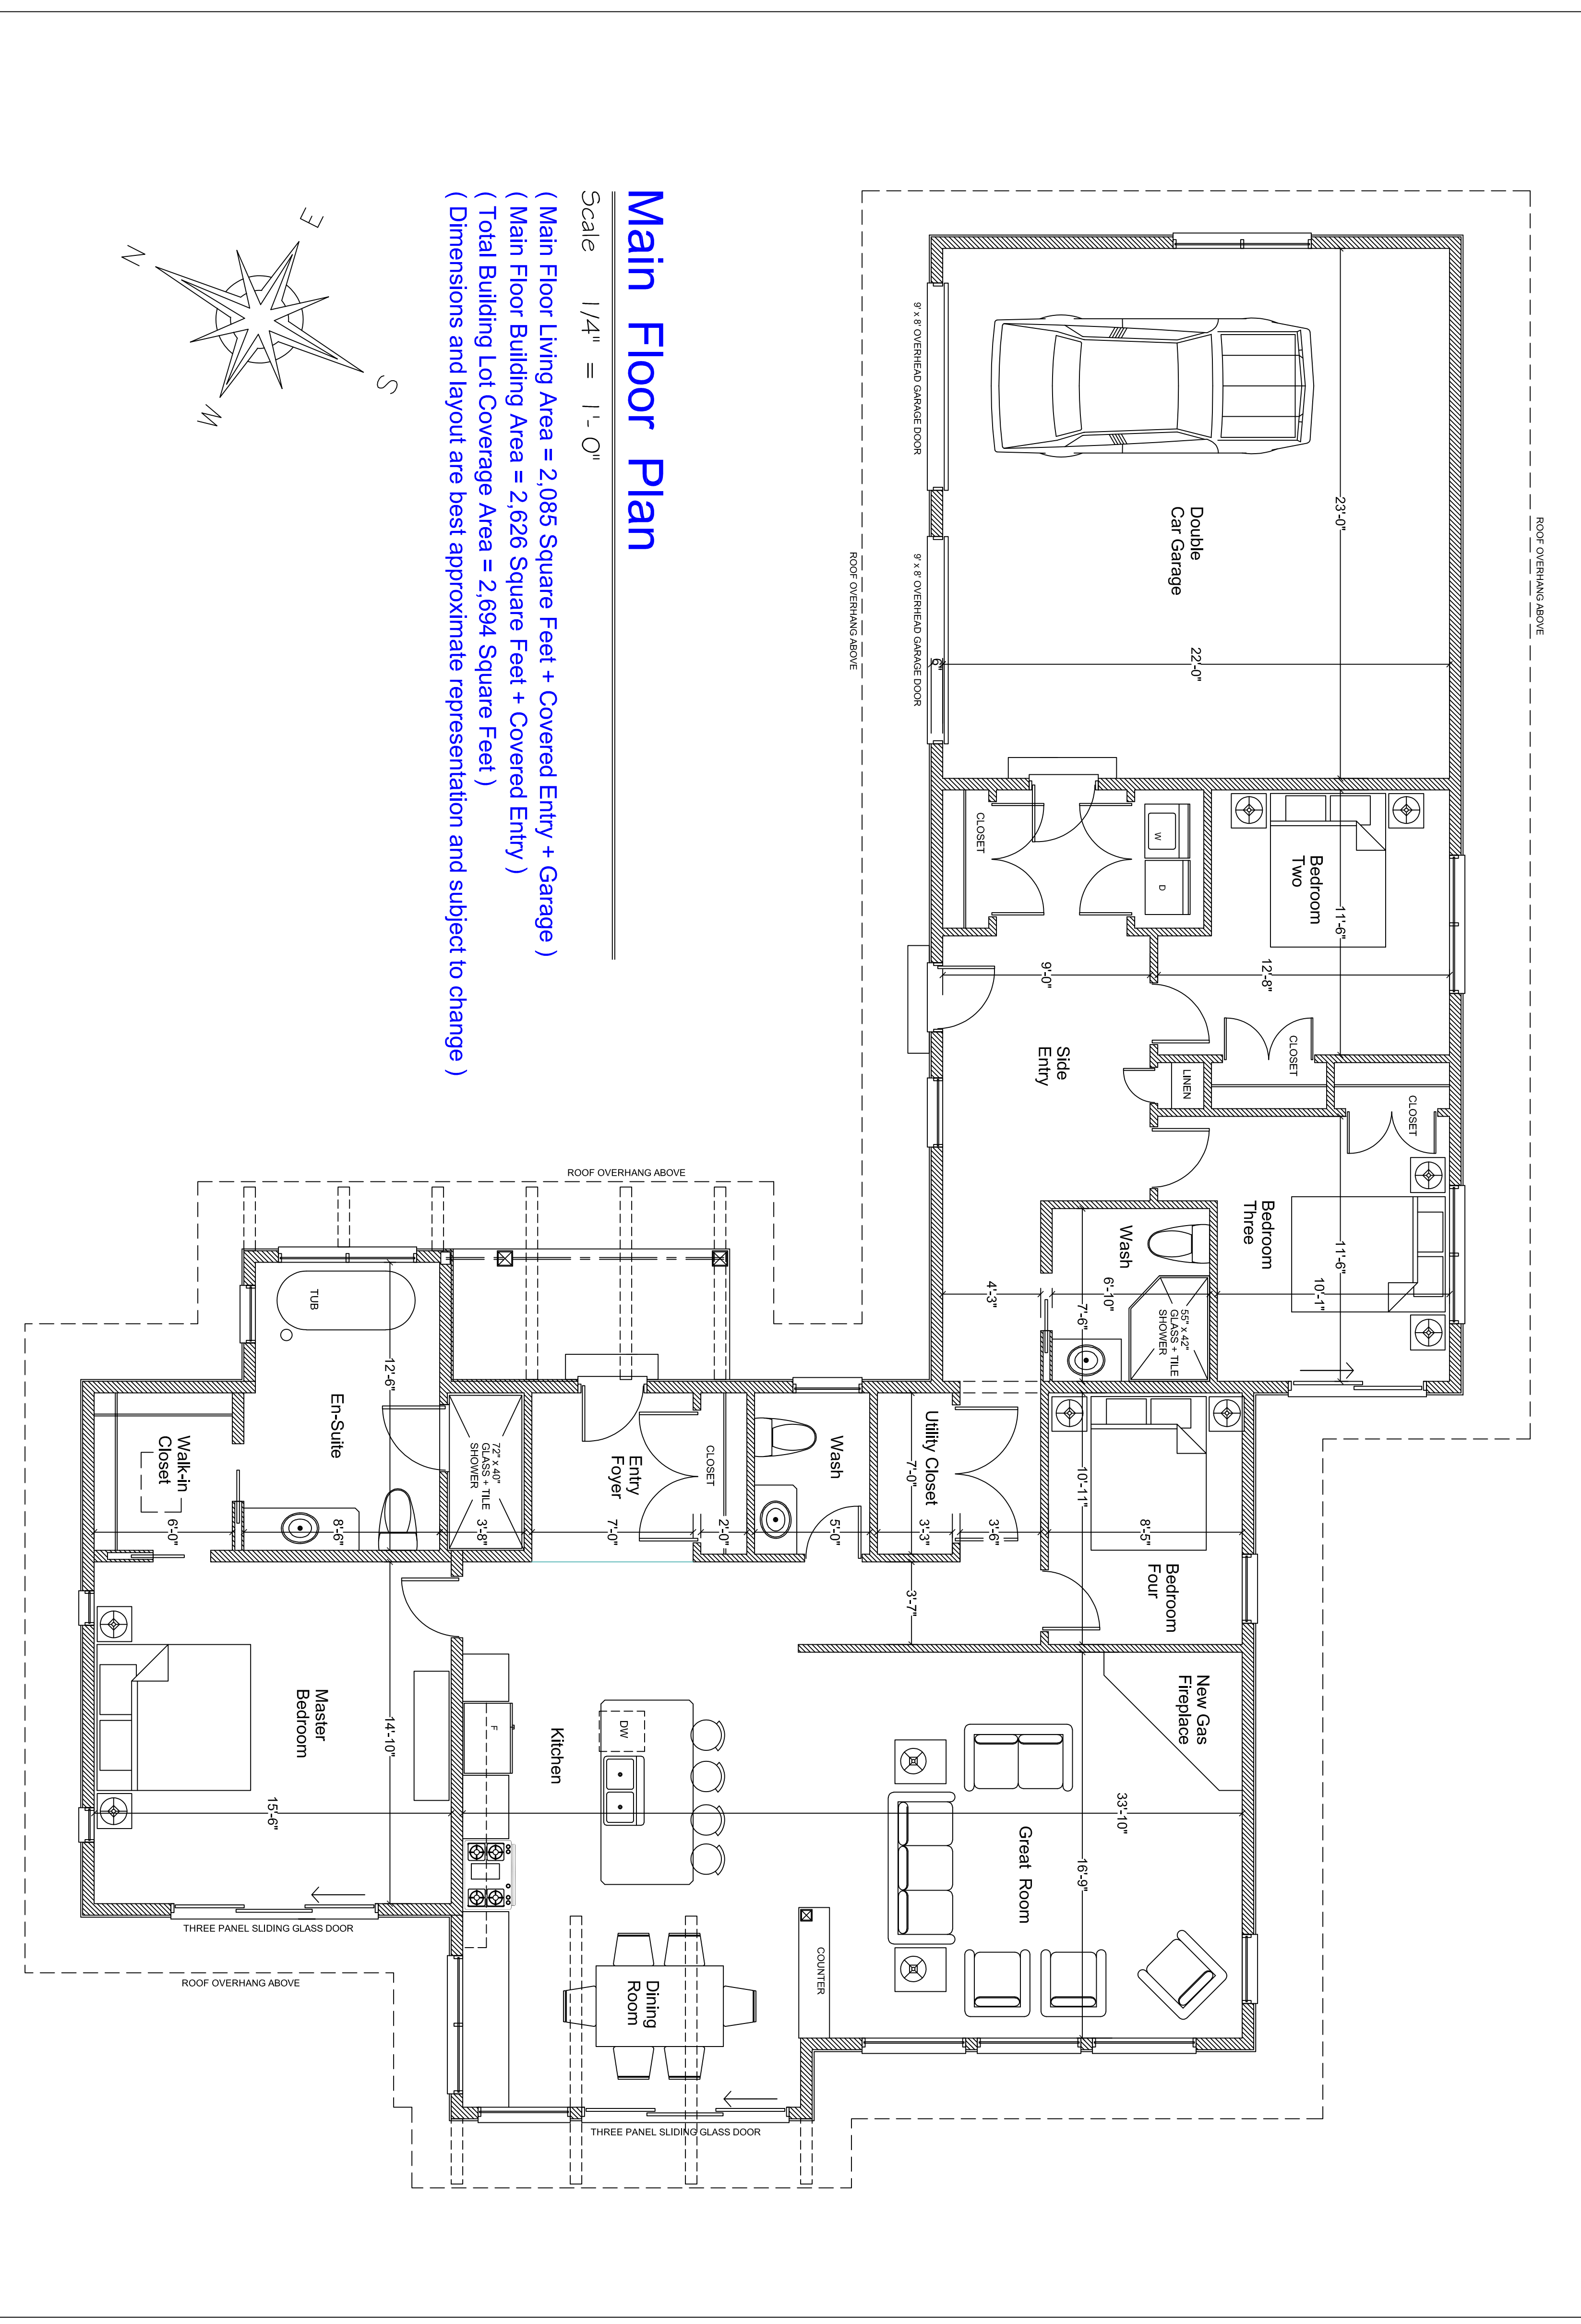 Main Floor Plan
Scale 1/4" = 1'- 0"
( Main Floor Living Area = 2,085 Square Feet + Covered Entry + Garage )
( Main Floor Building Area = 2,626 Square Feet + Covered Entry )
( Total Building Lot Coverage Area = 2,694 Square Feet )
( Dimensions and layout are best approximate representation and subject to change )
N
E
S
W
ROOF OVERHANG ABOVE
ROOF OVERHANG ABOVE
9' x 8' OVERHEAD GARAGE DOOR
9' x 8' OVERHEAD GARAGE DOOR
23'-0"
Double
Car Garage
22'-0"
6"
CLOSET
W
D
Bedroom
Two
11'-6"
12'-8"
9'-0"
Side
Entry
CLOSET
LINEN
CLOSET
Bedroom
Three
11'-6"
10'-1"
Wash
6'-10"
7'-6"
55" x 42"
GLASS + TILE
SHOWER
4'-3"
ROOF OVERHANG ABOVE
TUB
12'-6"
En-Suite
8'-6"
Walk-in
Closet
6'-0"
72" x 40"
GLASS + TILE
SHOWER
3'-8"
Entry
Foyer
7'-0"
CLOSET
2'-0"
Wash
5'-0"
Utility Closet
7'-0"
3'-3"
3'-6"
3'-7"
10'-11"
8'-5"
Bedroom
Four
New Gas
Fireplace
33'-10"
Great Room
16'-9"
COUNTER
Kitchen
DW
F
Dining
Room
Master
Bedroom
14'-10"
15'-6"
THREE PANEL SLIDING GLASS DOOR
ROOF OVERHANG ABOVE
THREE PANEL SLIDING GLASS DOOR